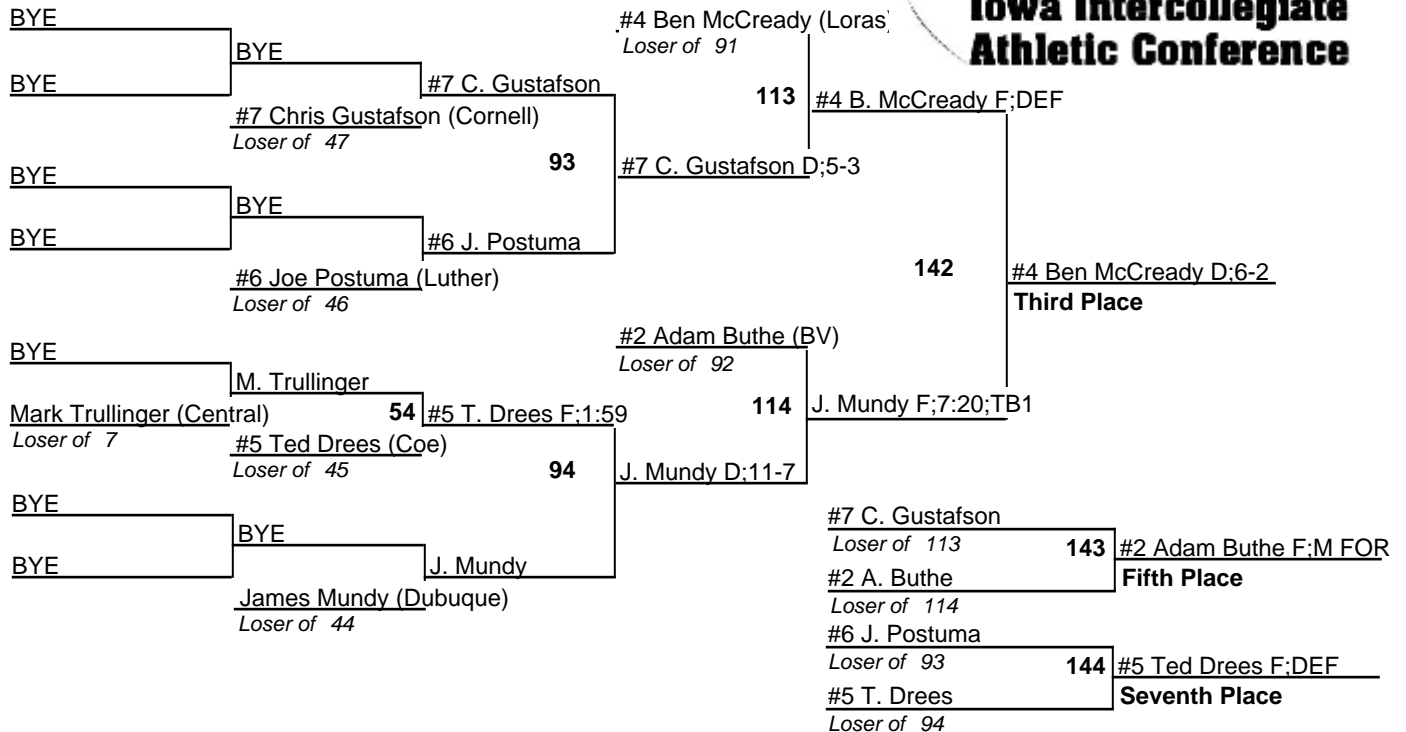 BYE
BYE
BYE
#7 Chris Gustafson (Cornell)
Loser of 47
#7 C. Gustafson
93
BYE
BYE
BYE
#6 Joe Postuma (Luther)
Loser of 46
#6 J. Postuma
#4 Ben McCready (Loras)
Loser of 91
113
#7 C. Gustafson D;5-3
#4 B. McCready F;DEF
Iowa Intercollegiate
Athletic Conference
142
#4 Ben McCready D;6-2
Third Place
BYE
Mark Trullinger (Central)
Loser of 7
M. Trullinger
54
#5 Ted Drees (Coe)
Loser of 45
#5 T. Drees F;1:59
94
BYE
BYE
BYE
James Mundy (Dubuque)
Loser of 44
J. Mundy
#2 Adam Buthe (BV)
Loser of 92
114
J. Mundy D;11-7
J. Mundy F;7:20;TB1
#7 C. Gustafson
Loser of 113
143
#2 Adam Buthe F;M FOR
Fifth Place
#2 A. Buthe
Loser of 114
#6 J. Postuma
Loser of 93
144
#5 Ted Drees F;DEF
Seventh Place
#5 T. Drees
Loser of 94